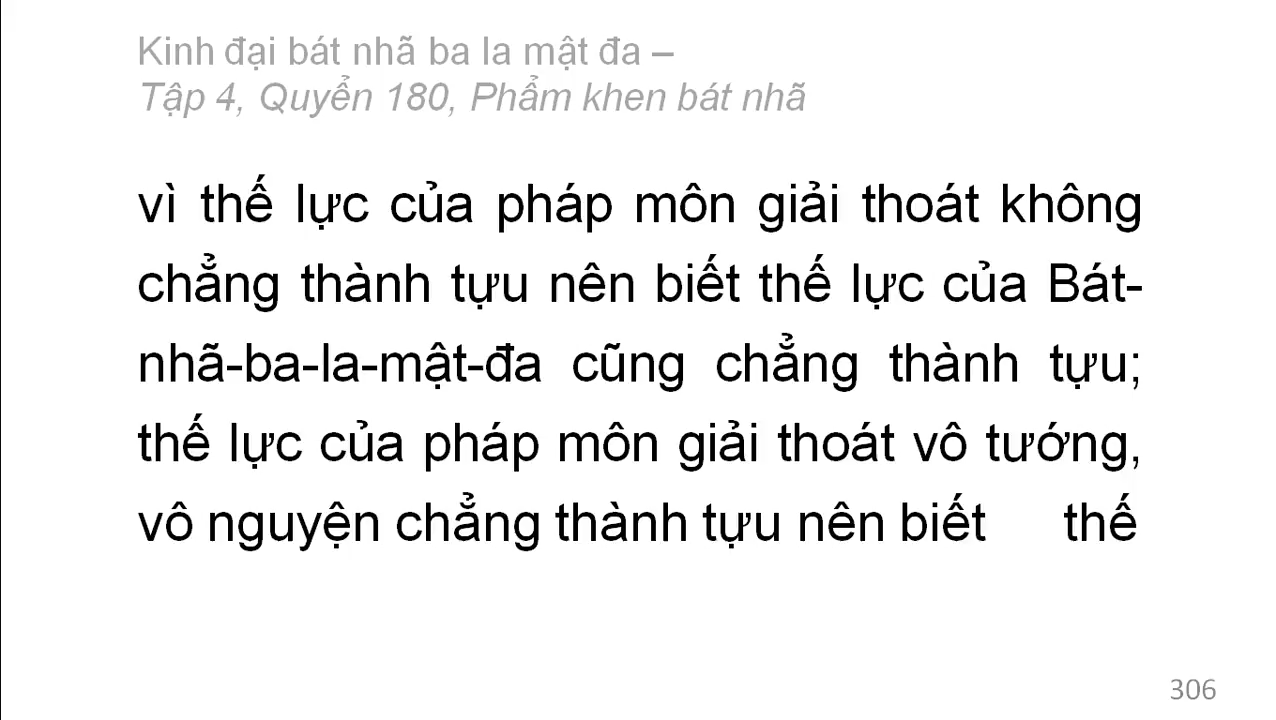 Kinh đại bát nhã ba la mật đa –
Tập 4, Quyển 180, Phẩm khen bát nhã
vì thế lực của pháp môn giải thoát không
chẳng thành tựu nên biết thế lực của Bát-
nhã-ba-la-mật-đa cũng chẳng thành tựu;
thế lực của pháp môn giải thoát vô tướng,
vô nguyện chẳng thành tựu nên biết thế
306